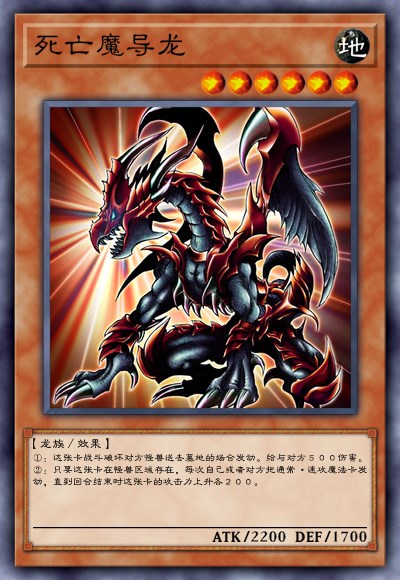 死亡魔导龙
地
【龙族／效果】
①：这张卡战斗破坏对方怪兽送去墓地的场合发动。给与对方５００伤害。
②：只要这张卡在怪兽区域存在，每次自己或者对方把通常·速攻魔法卡发
动，直到回合结束时这张卡的攻击力上升各２００。
ATK/2200 DEF/1700